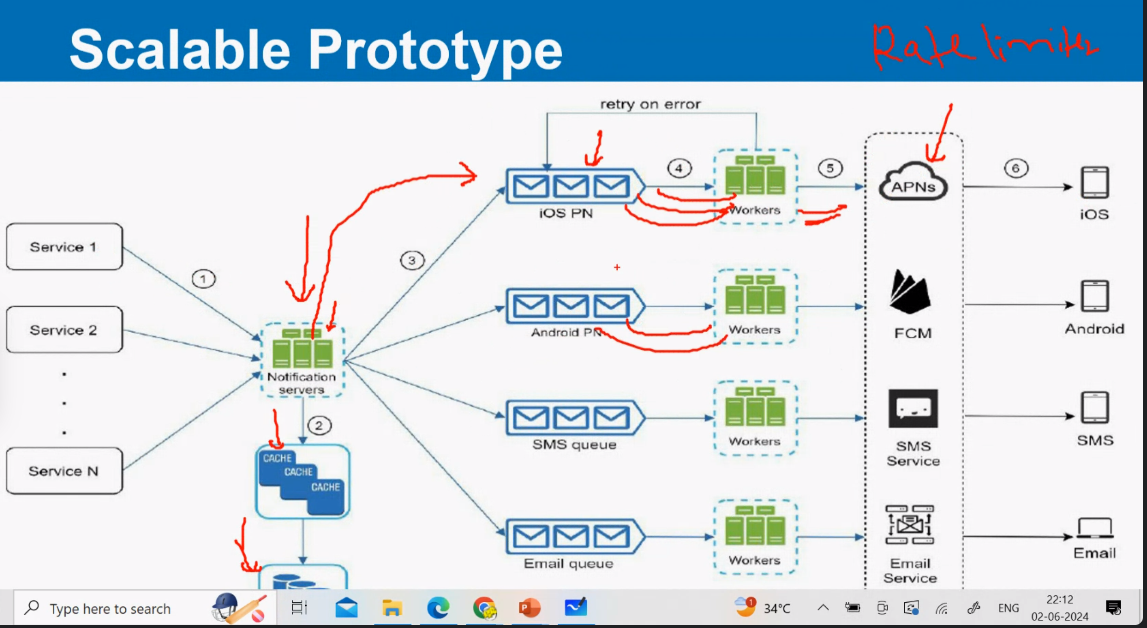 Scalable Prototype
Rate limiter
retry on error
iOS PN
4
Workers
5
APNs
6
iOS
Service 1
1
3
Service 2
Notification
servers
Android PN
Workers
FCM
Android
2
Service N
CACHE
CACHE
CACHE
SMS queue
Workers
SMS
Service
SMS
Email queue
Workers
Email
Service
Email
Type here to search
1
34°C
ENG
22:12
02-06-2024